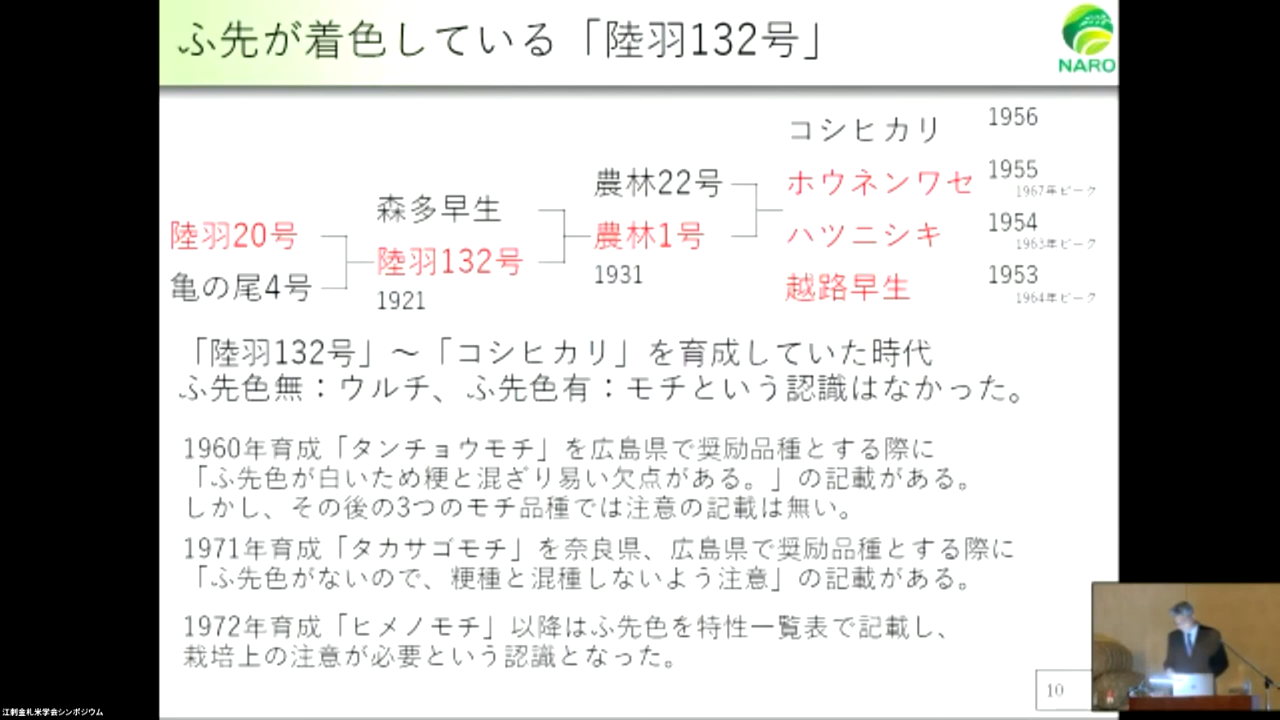 ふ先が着色している「陸羽132号」
NARO
コシヒカリ 1956
農林22号 ホウネンワセ 1955
1967年ピーク
森多早生
陸羽20号 農林1号 ハツニシキ 1954
1963年ピーク
陸羽132号
亀の尾4号 1931 越路早生 1953
1921 1964年ピーク
「陸羽132号」～「コシヒカリ」を育成していた時代
ふ先色無：ウルチ、ふ先色有：モチという認識はなかった。
1960年育成「タンチョウモチ」を広島県で奨励品種とする際に
「ふ先色が白いため粳と混ざり易い欠点がある。」の記載がある。
しかし、その後の3つのモチ品種では注意の記載は無い。
1971年育成「タカサゴモチ」を奈良県、広島県で奨励品種とする際に
「ふ先色がないので、粳種と混種しないよう注意」の記載がある。
1972年育成「ヒメノモチ」以降はふ先色を特性一覧表で記載し、
栽培上の注意が必要という認識となった。
10
江刺金札米学会シンポジウム